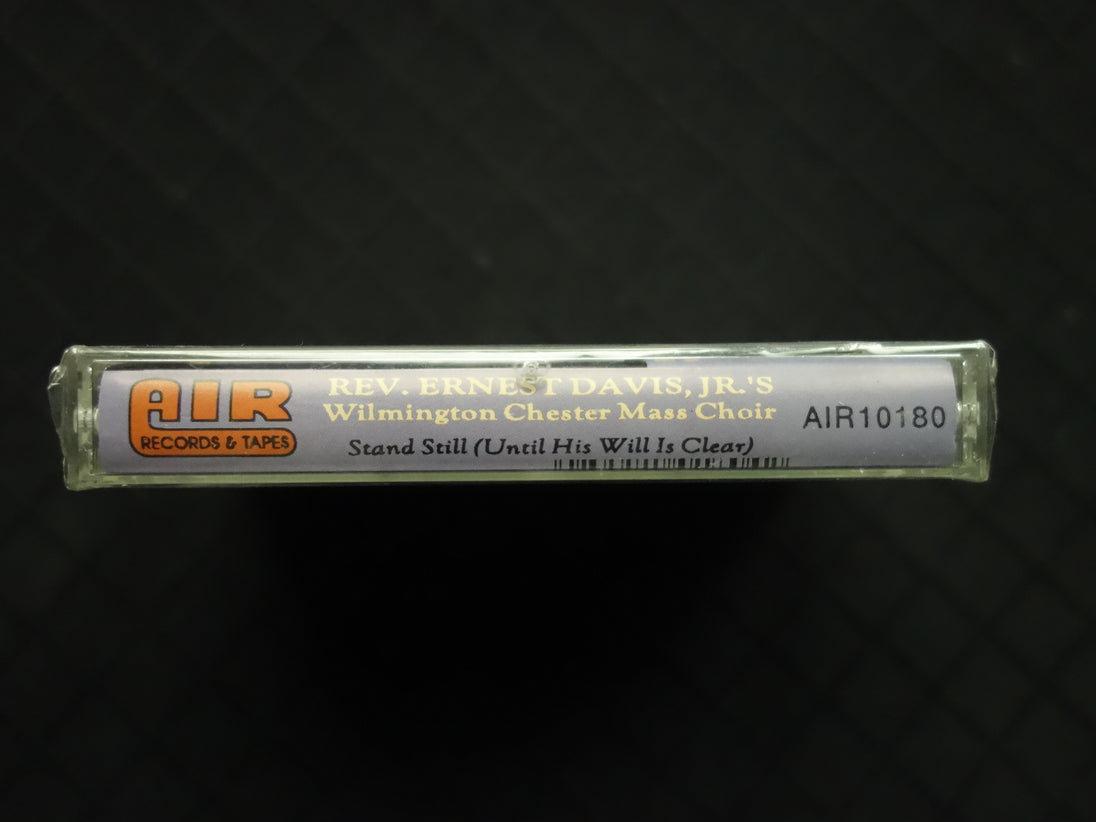 AIR
RECORDS & TAPES
REV. ERNEST DAVIS, JR.'S
Wilmington Chester Mass Choir
Stand Still (Until His Will Is Clear)
AIR10180